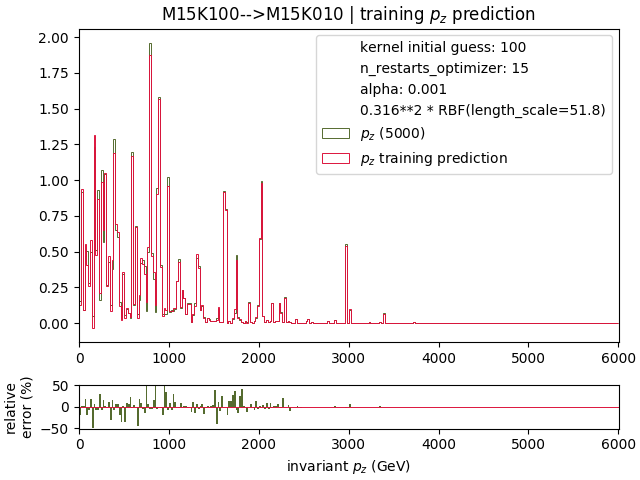 M15K100-->M15K010 | training p_z prediction
kernel initial guess: 100
n_restarts_optimizer: 15
alpha: 0.001
0.316**2 * RBF(length_scale=51.8)
p_z (5000)
p_z training prediction
2.00
1.75
1.50
1.25
1.00
0.75
0.50
0.25
0.00
0 1000 2000 3000 4000 5000 6000
relative
error (%)
50
0
−50
0 1000 2000 3000 4000 5000 6000
invariant p_z (GeV)